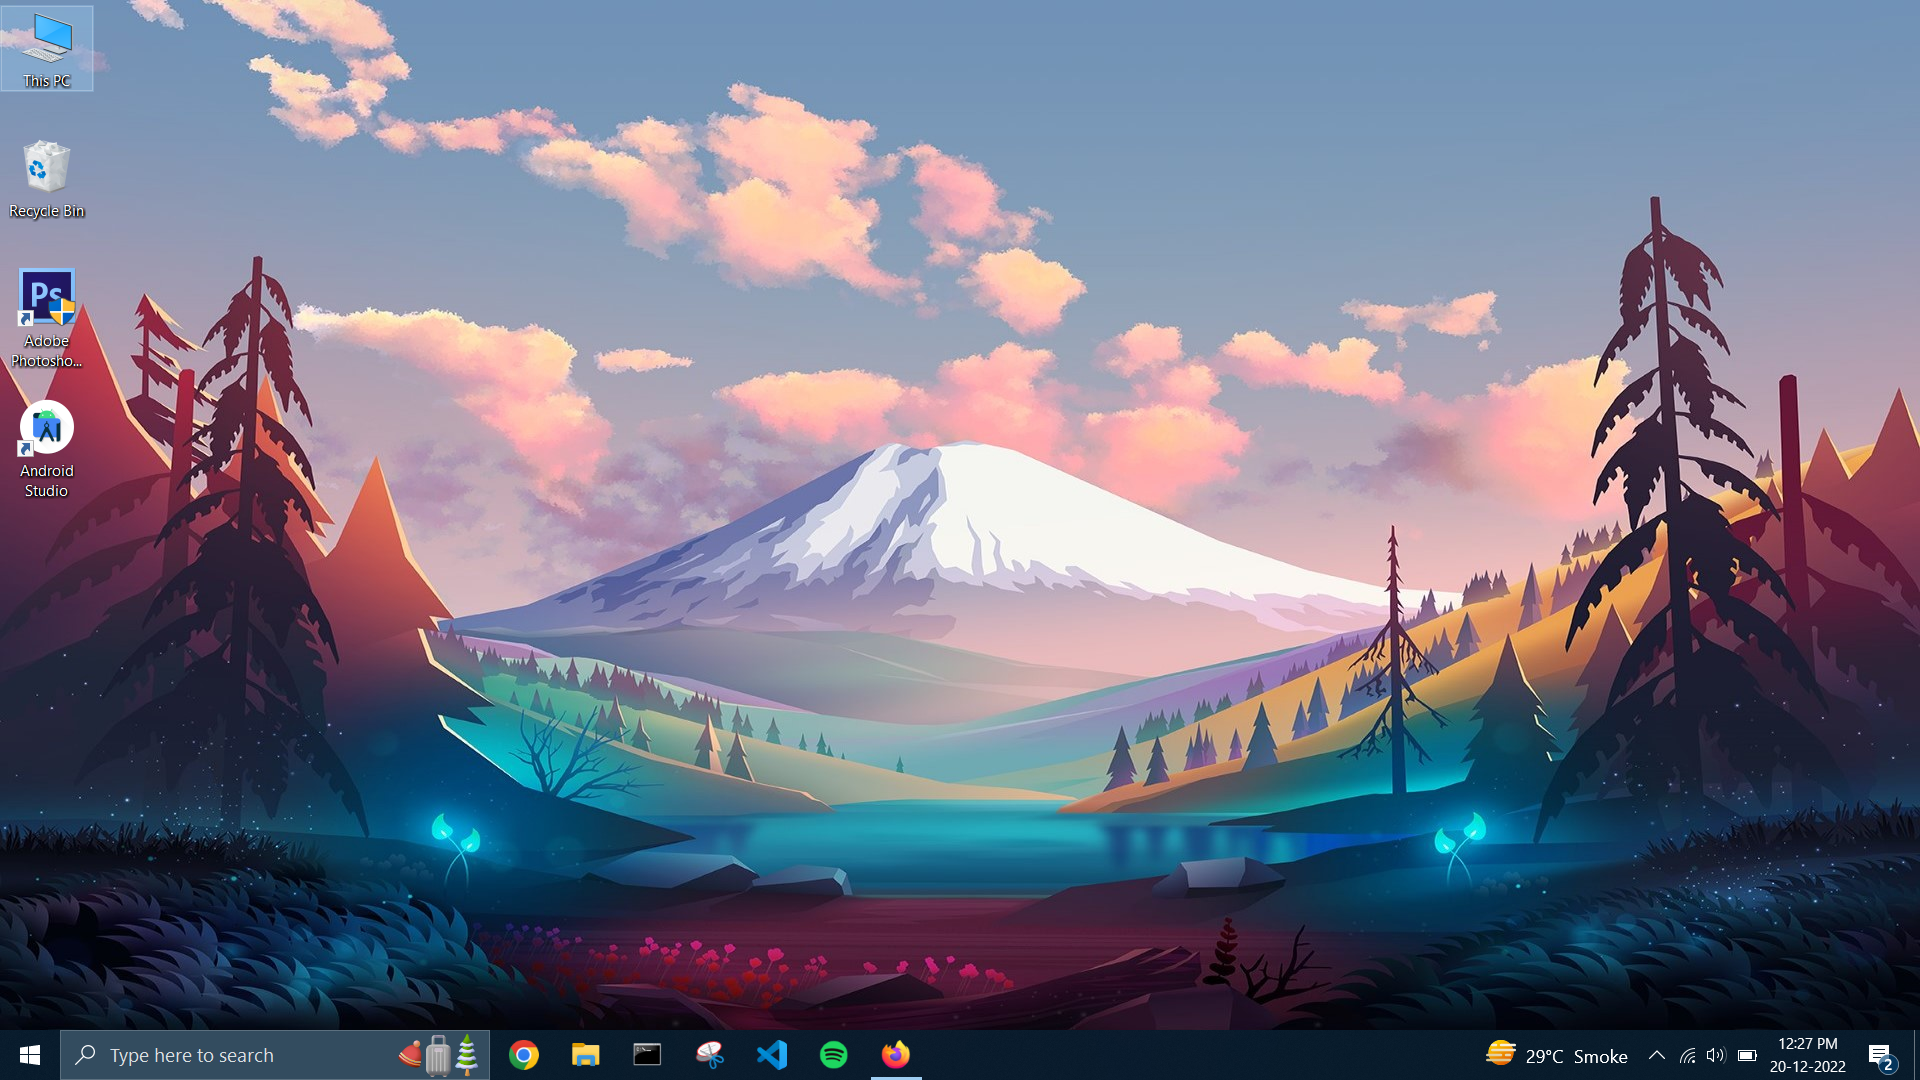 This PC
Recycle Bin
Ps
Adobe
Photosho...
Android
Studio
Type here to search
29°C Smoke
12:27 PM
20-12-2022
2